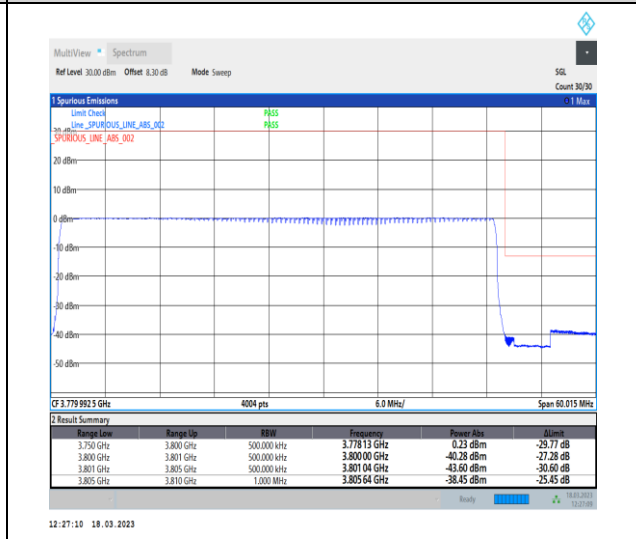 MultiView Spectrum
Ref Level 30.00 dBm Offset 8.30 dB Mode Sweep SGL
Count 30/30
1 Spurious Emissions 1 Max
Limit Check PASS
Line _SPURIOUS_LINE_ABS_002 PASS
30 dBm
_SPURIOUS_LINE_ABS_002
20 dBm
10 dBm
0 dBm
-10 dBm
-20 dBm
-30 dBm
-40 dBm
-50 dBm
CF 3.779 992 5 GHz 4004 pts 6.0 MHz/ Span 60.015 MHz
2 Result Summary
Range Low Range Up RBW Frequency Power Abs ΔLimit
3.750 GHz 3.800 GHz 500.000 kHz 3.778 13 GHz 0.23 dBm -29.77 dB
3.800 GHz 3.801 GHz 500.000 kHz 3.800 00 GHz -40.28 dBm -27.28 dB
3.801 GHz 3.805 GHz 500.000 kHz 3.801 04 GHz -43.60 dBm -30.60 dB
3.805 GHz 3.810 GHz 1.000 MHz 3.805 64 GHz -38.45 dBm -25.45 dB
Ready 18.03.2023
12:27:09
12:27:10 18.03.2023